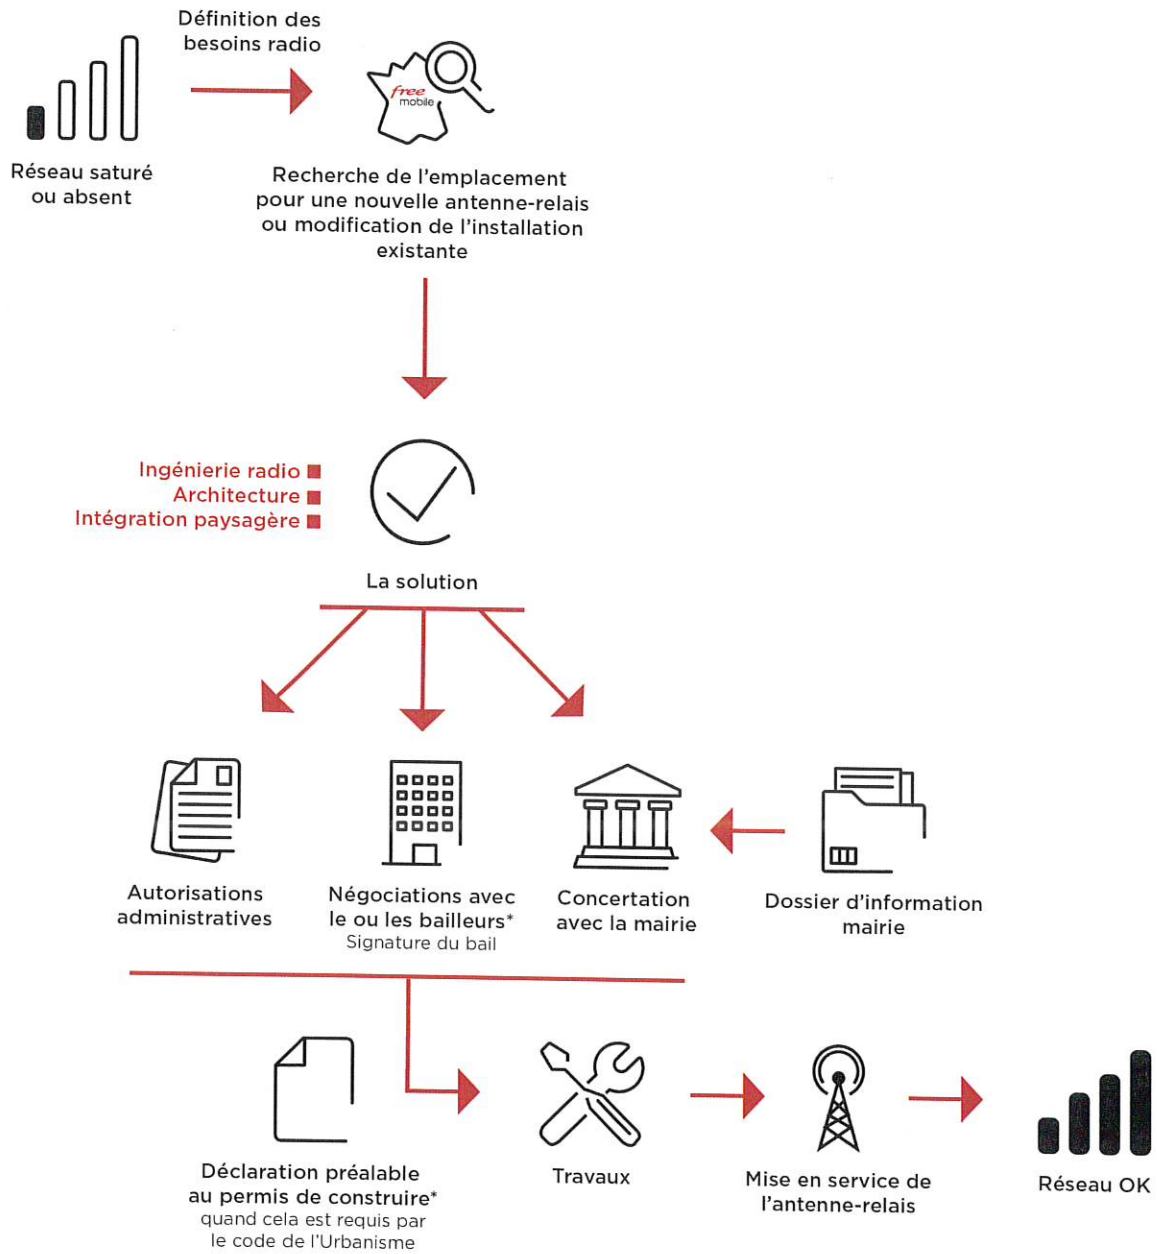 Définition des
besoins radio
free
mobile
Réseau saturé
ou absent
Recherche de l'emplacement
pour une nouvelle antenne-relais
ou modification de l'installation
existante
Ingénierie radio
Architecture
Intégration paysagère
La solution
Autorisations
administratives
Négociations avec
le ou les bailleurs*
Signature du bail
Concertation
avec la mairie
Dossier d'information
mairie
Déclaration préalable
au permis de construire*
quand cela est requis par
le code de l'Urbanisme
Travaux
Mise en service de
l'antenne-relais
Réseau OK